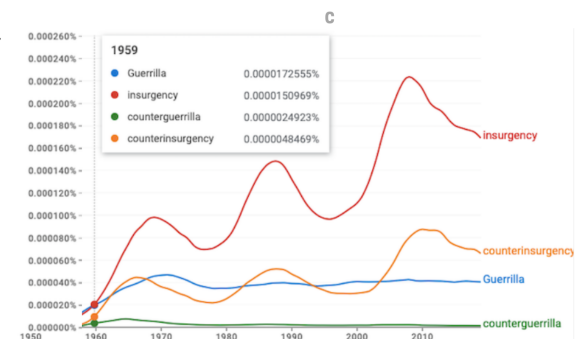 C
0.000260%
0.000240%
0.000220%
0.000200%
0.000180%
0.000160%
0.000140%
0.000120%
0.000100%
0.000080%
0.000060%
0.000040%
0.000020%
0.000000%
1959
Guerrilla 0.0000172555%
insurgency 0.0000150969%
counterguerrilla 0.0000024923%
counterinsurgency 0.0000048469%
insurgency
counterinsurgency
Guerrilla
counterguerrilla
1950 1960 1970 1980 1990 2000 2010